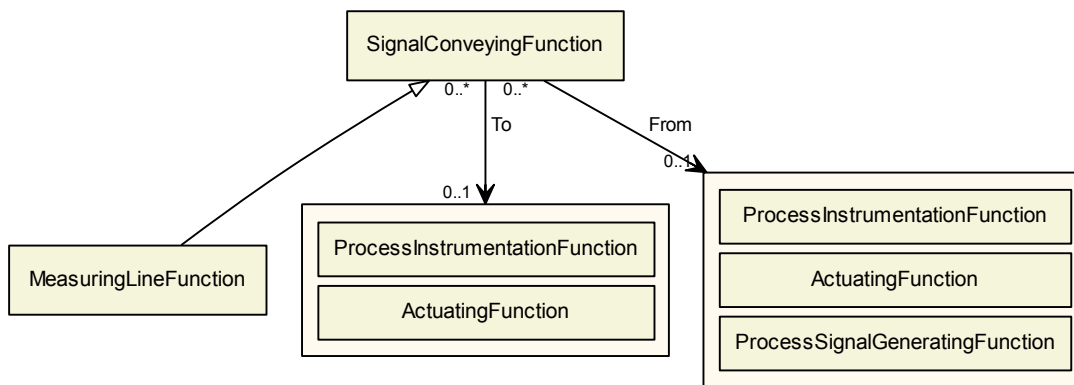 SignalConveyingFunction
0..*
0..*
To
From
0..1
0..1
ProcessInstrumentationFunction
ActuatingFunction
ProcessInstrumentationFunction
ActuatingFunction
ProcessSignalGeneratingFunction
MeasuringLineFunction